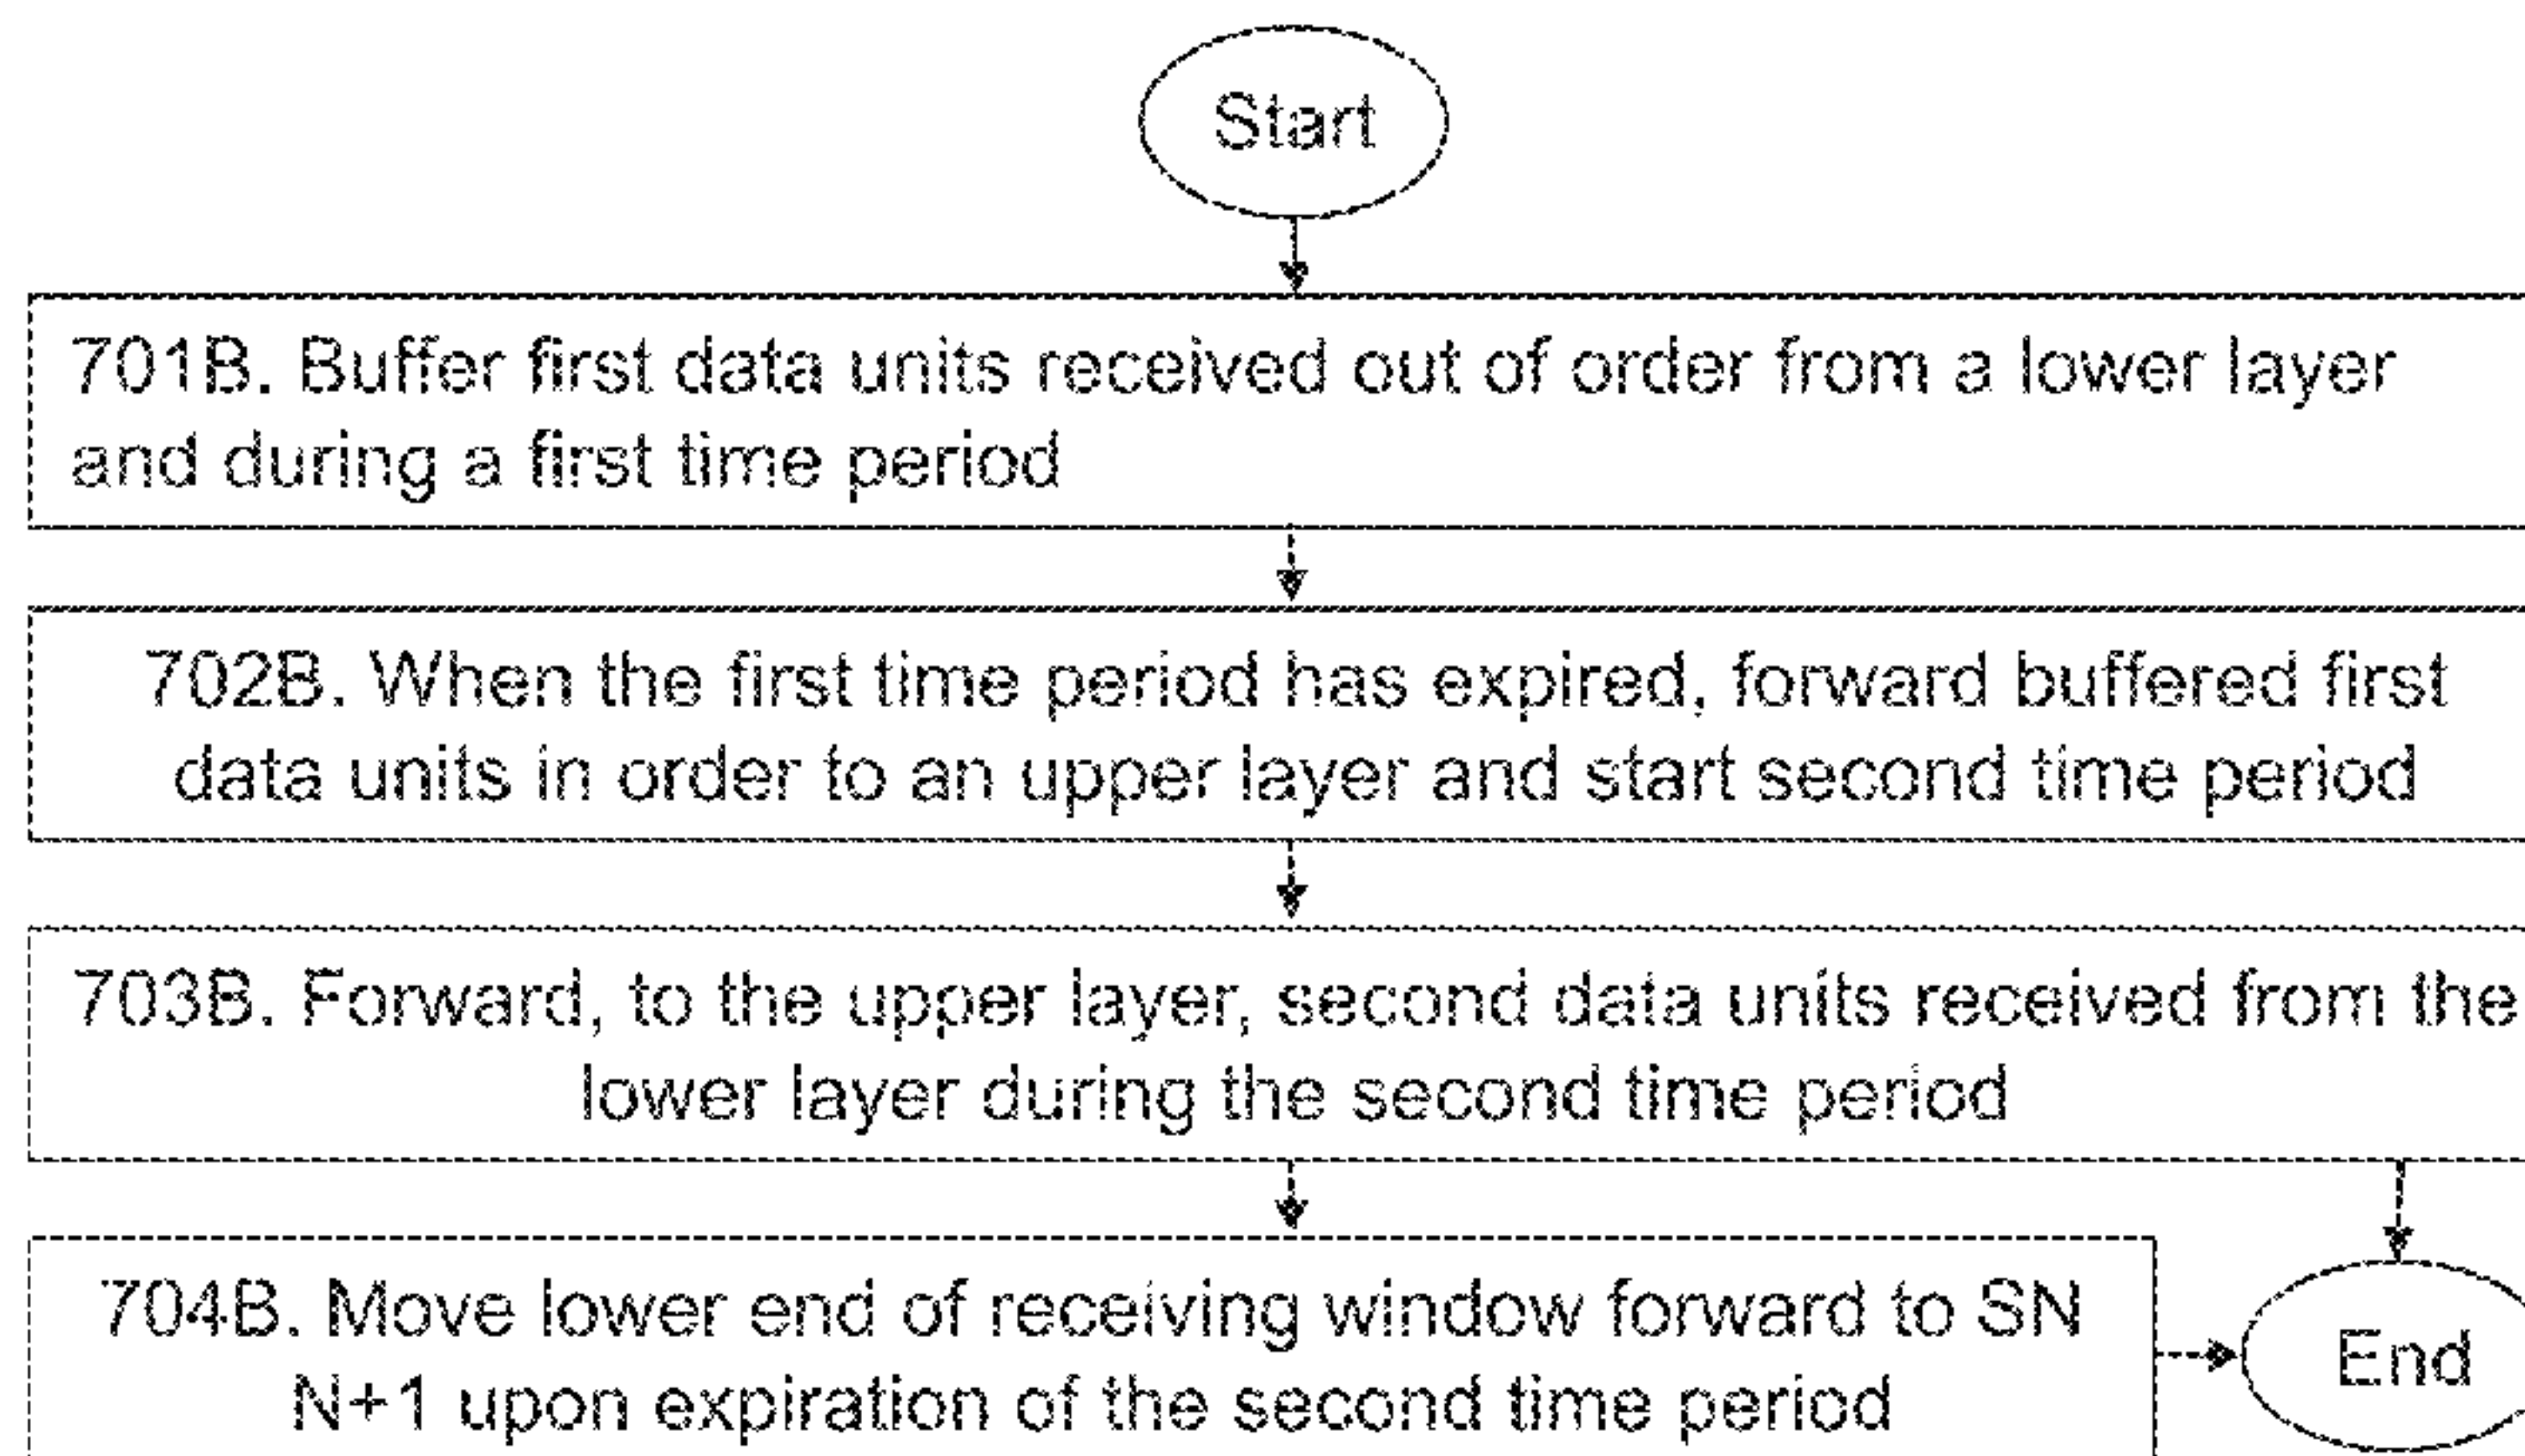 Start
701B. Buffer first data units received out of order from a lower layer
and during a first time period
702B. When the first time period has expired, forward buffered first
data units in order to an upper layer and start second time period
703B. Forward, to the upper layer, second data units received from the
lower layer during the second time period
704B. Move lower end of receiving window forward to SN
N+1 upon expiration of the second time period
End